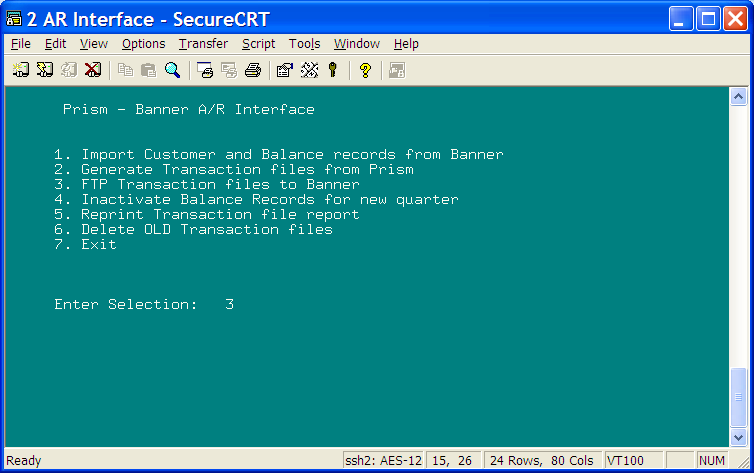 2 AR Interface - SecureCRT
File Edit View Options Transfer Script Tools Window Help
Prism - Banner A/R Interface
1. Import Customer and Balance records from Banner
2. Generate Transaction files from Prism
3. FTP Transaction files to Banner
4. Inactivate Balance Records for new quarter
5. Reprint Transaction file report
6. Delete OLD Transaction files
7. Exit
Enter Selection: 3
Ready ssh2: AES-12 15, 26 24 Rows, 80 Cols VT100 NUM